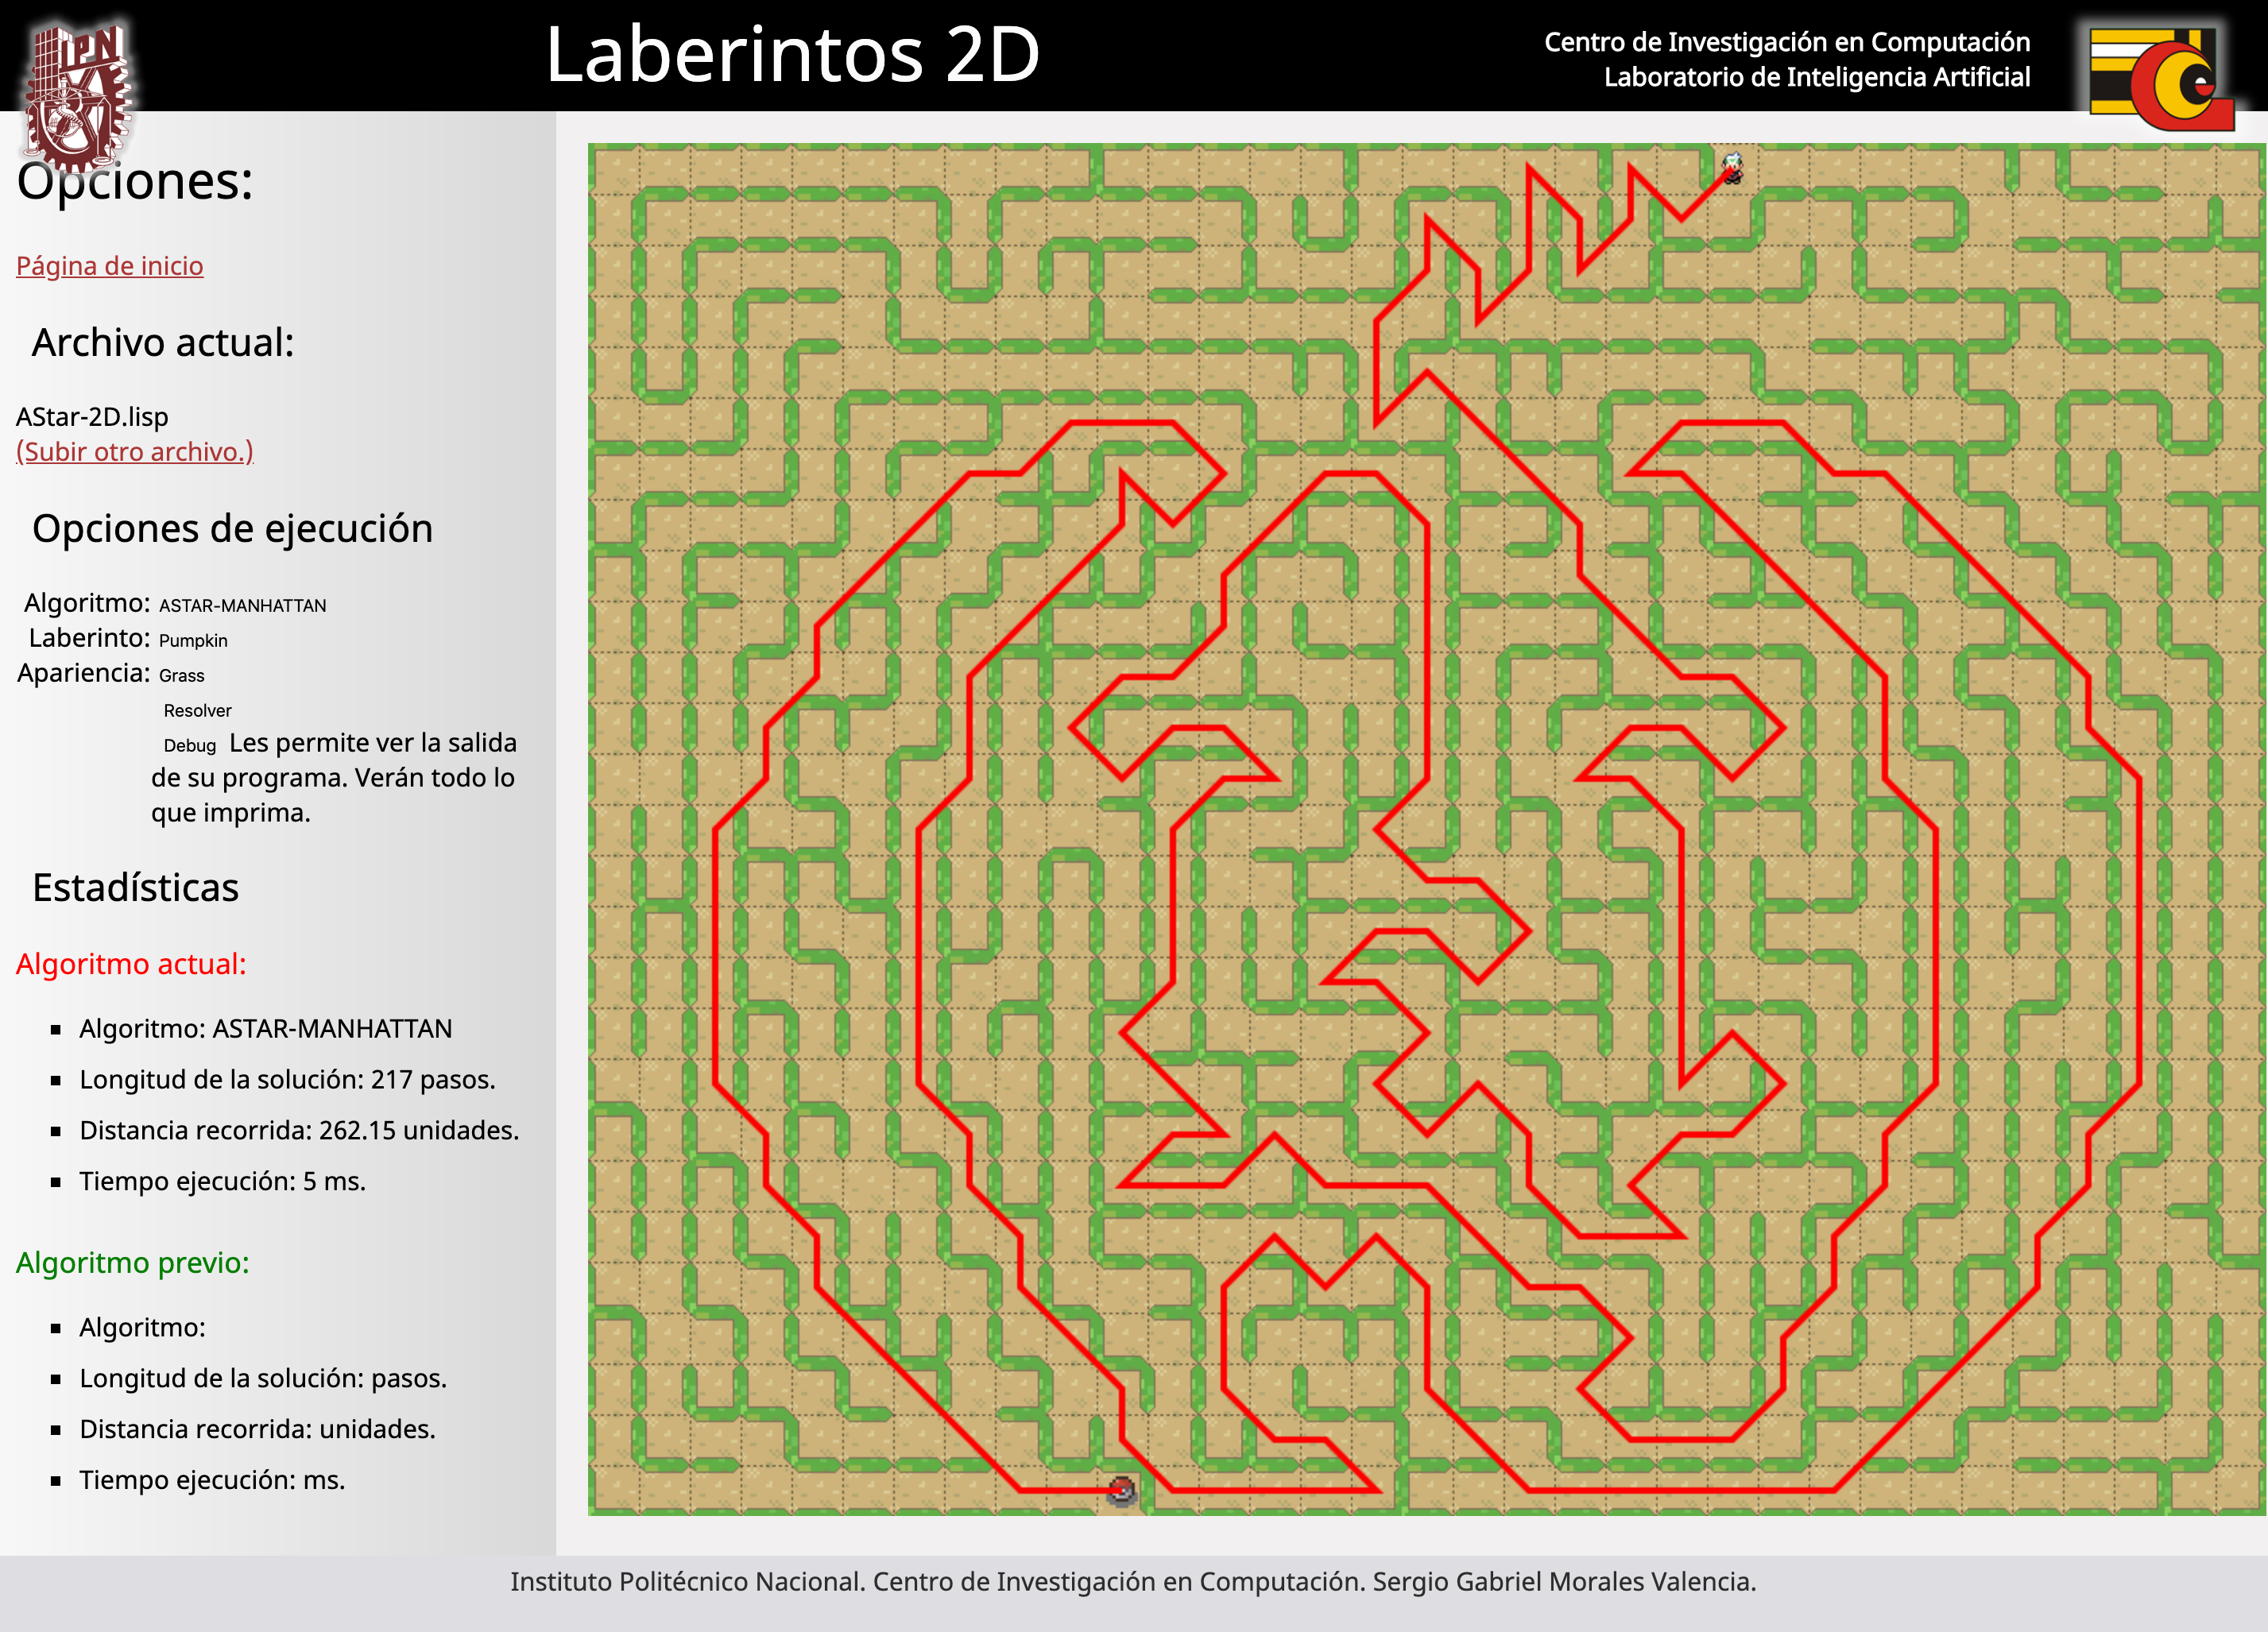 IPN
Laberintos 2D
Centro de Investigación en Computación
Laboratorio de Inteligencia Artificial
Opciones:
Página de inicio
Archivo actual:
AStar-2D.lisp
(Subir otro archivo.)
Opciones de ejecución
Algoritmo: ASTAR-MANHATTAN
Laberinto: Pumpkin
Apariencia: Grass
Resolver
Debug Les permite ver la salida
de su programa. Verán todo lo
que imprima.
Estadísticas
Algoritmo actual:
Algoritmo: ASTAR-MANHATTAN
Longitud de la solución: 217 pasos.
Distancia recorrida: 262.15 unidades.
Tiempo ejecución: 5 ms.
Algoritmo previo:
Algoritmo:
Longitud de la solución: pasos.
Distancia recorrida: unidades.
Tiempo ejecución: ms.
Instituto Politécnico Nacional. Centro de Investigación en Computación. Sergio Gabriel Morales Valencia.